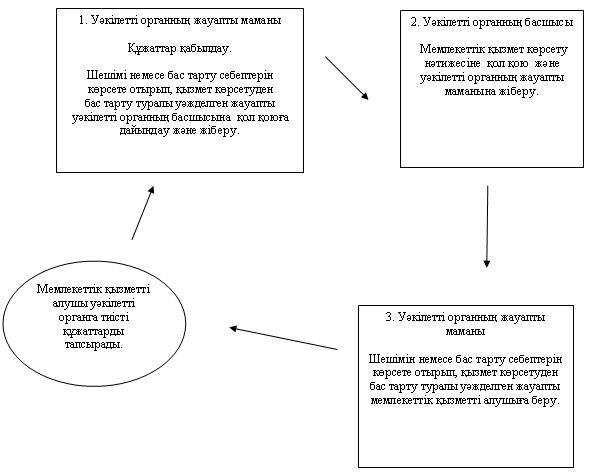 1. Уәкілетті органның жауапты маманы
Құжаттар қабылдау.
Шешімі немесе бас тарту себептерін
көрсете отырып, қызмет көрсетуден
бас тарту туралы уәжделген жауапты
уәкілетті органның басшысына қол қоюға
дайындау және жіберу.
2. Уәкілетті органның басшысы
Мемлекеттік қызмет көрсету
нәтижесіне қол қою және
уәкілетті органның жауапты
маманына жіберу.
3. Уәкілетті органның жауапты
маманы
Шешімін немесе бас тарту себептерін
көрсете отырып, қызмет көрсетуден
бас тарту туралы уәжделген жауапты
мемлекеттік қызметті алушыға беру.
Мемлекеттік қызметті
алушы уәкілетті
органға тиісті
құжаттарды
тапсырады.